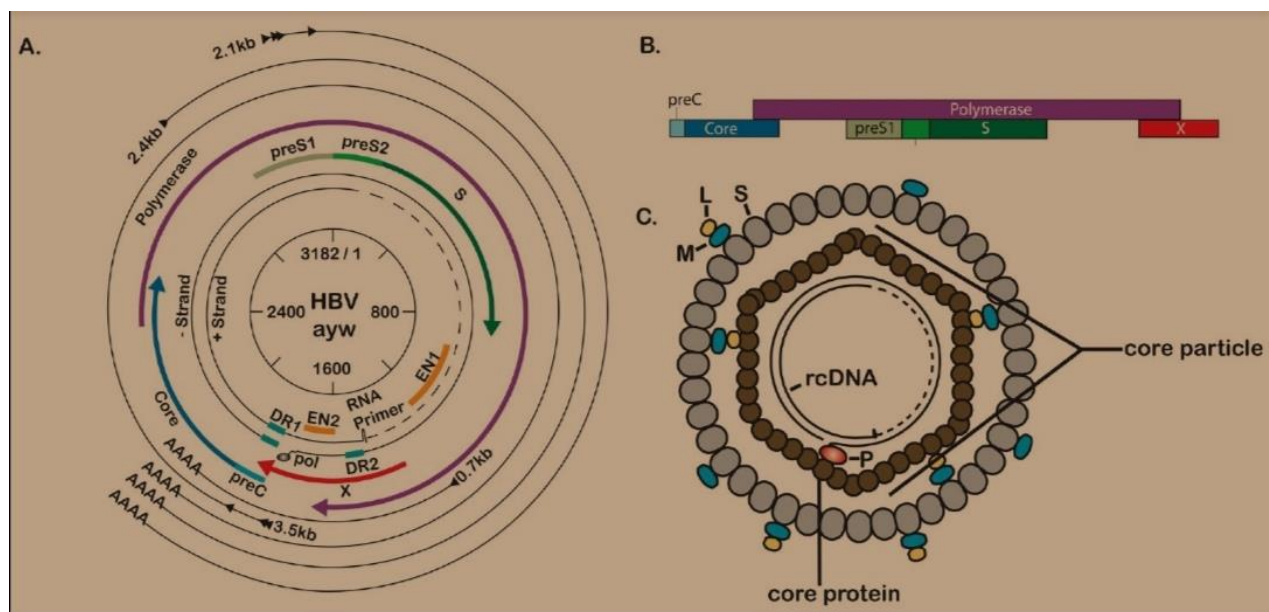 A.
2.1kb
2.4kb
Polymerase
preS1
preS2
S
- Strand
+ Strand
3182 / 1
HBV
ayw
2400
800
1600
EN1
RNA
Primer
EN2
DR1
DR2
pol
Core
preC
X
0.7kb
3.5kb
AAAA
AAAA
AAAA
AAAA
B.
preC
Polymerase
Core
preS1
S
X
C.
L
S
M
rcDNA
P
core particle
core protein